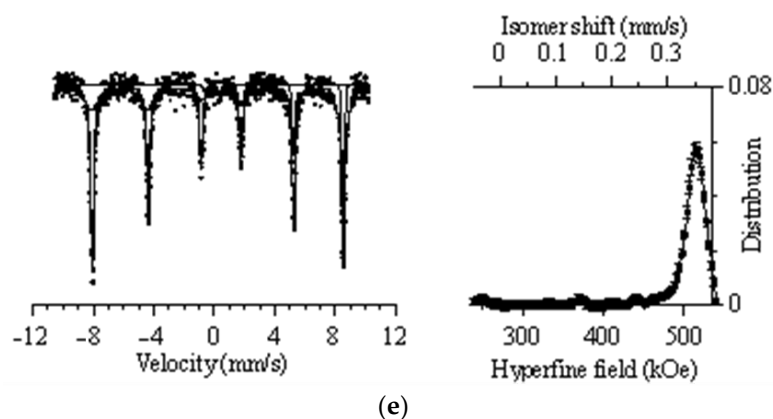 Isomer shift (mm/s)
0 0.1 0.2 0.3
0.08
Distribution
0
-12 -8 -4 0 4 8 12
Velocity (mm/s)
300 400 500
Hyperfine field (kOe)
(e)